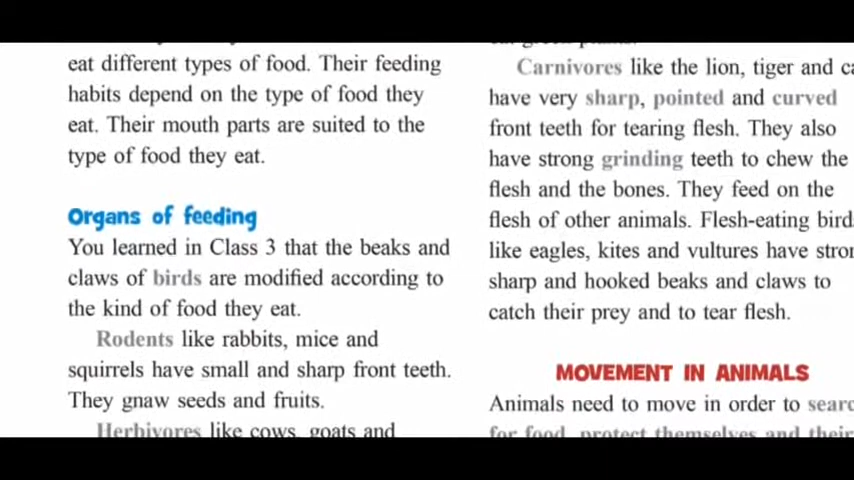 eat different types of food. Their feeding
habits depend on the type of food they
eat. Their mouth parts are suited to the
type of food they eat.
Organs of feeding
You learned in Class 3 that the beaks and
claws of birds are modified according to
the kind of food they eat.
Rodents like rabbits, mice and
squirrels have small and sharp front teeth.
They gnaw seeds and fruits.
Herbivores like cows, goats and
Carnivores like the lion, tiger and
have very sharp, pointed and curved
front teeth for tearing flesh. They also
have strong grinding teeth to chew the
flesh and the bones. They feed on the
flesh of other animals. Flesh-eating
like eagles, kites and vultures have
sharp and hooked beaks and claws to
catch their prey and to tear flesh.
MOVEMENT IN ANIMALS
Animals need to move in order to
for food, protect themselves and their